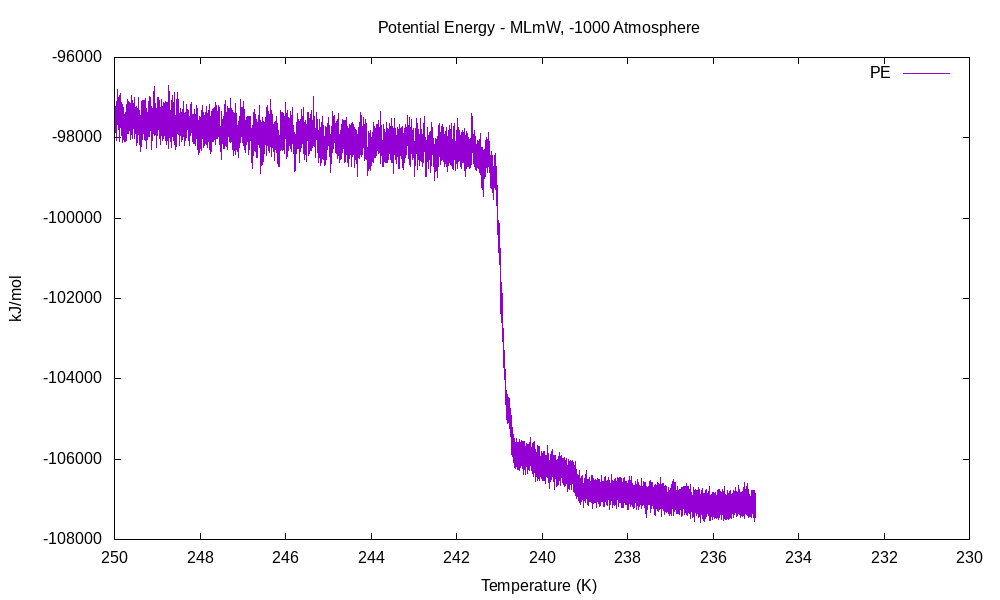 Potential Energy - MLmW, -1000 Atmosphere
PE
-96000
-98000
-100000
-102000
-104000
-106000
-108000
kJ/mol
250 248 246 244 242 240 238 236 234 232 230
Temperature (K)